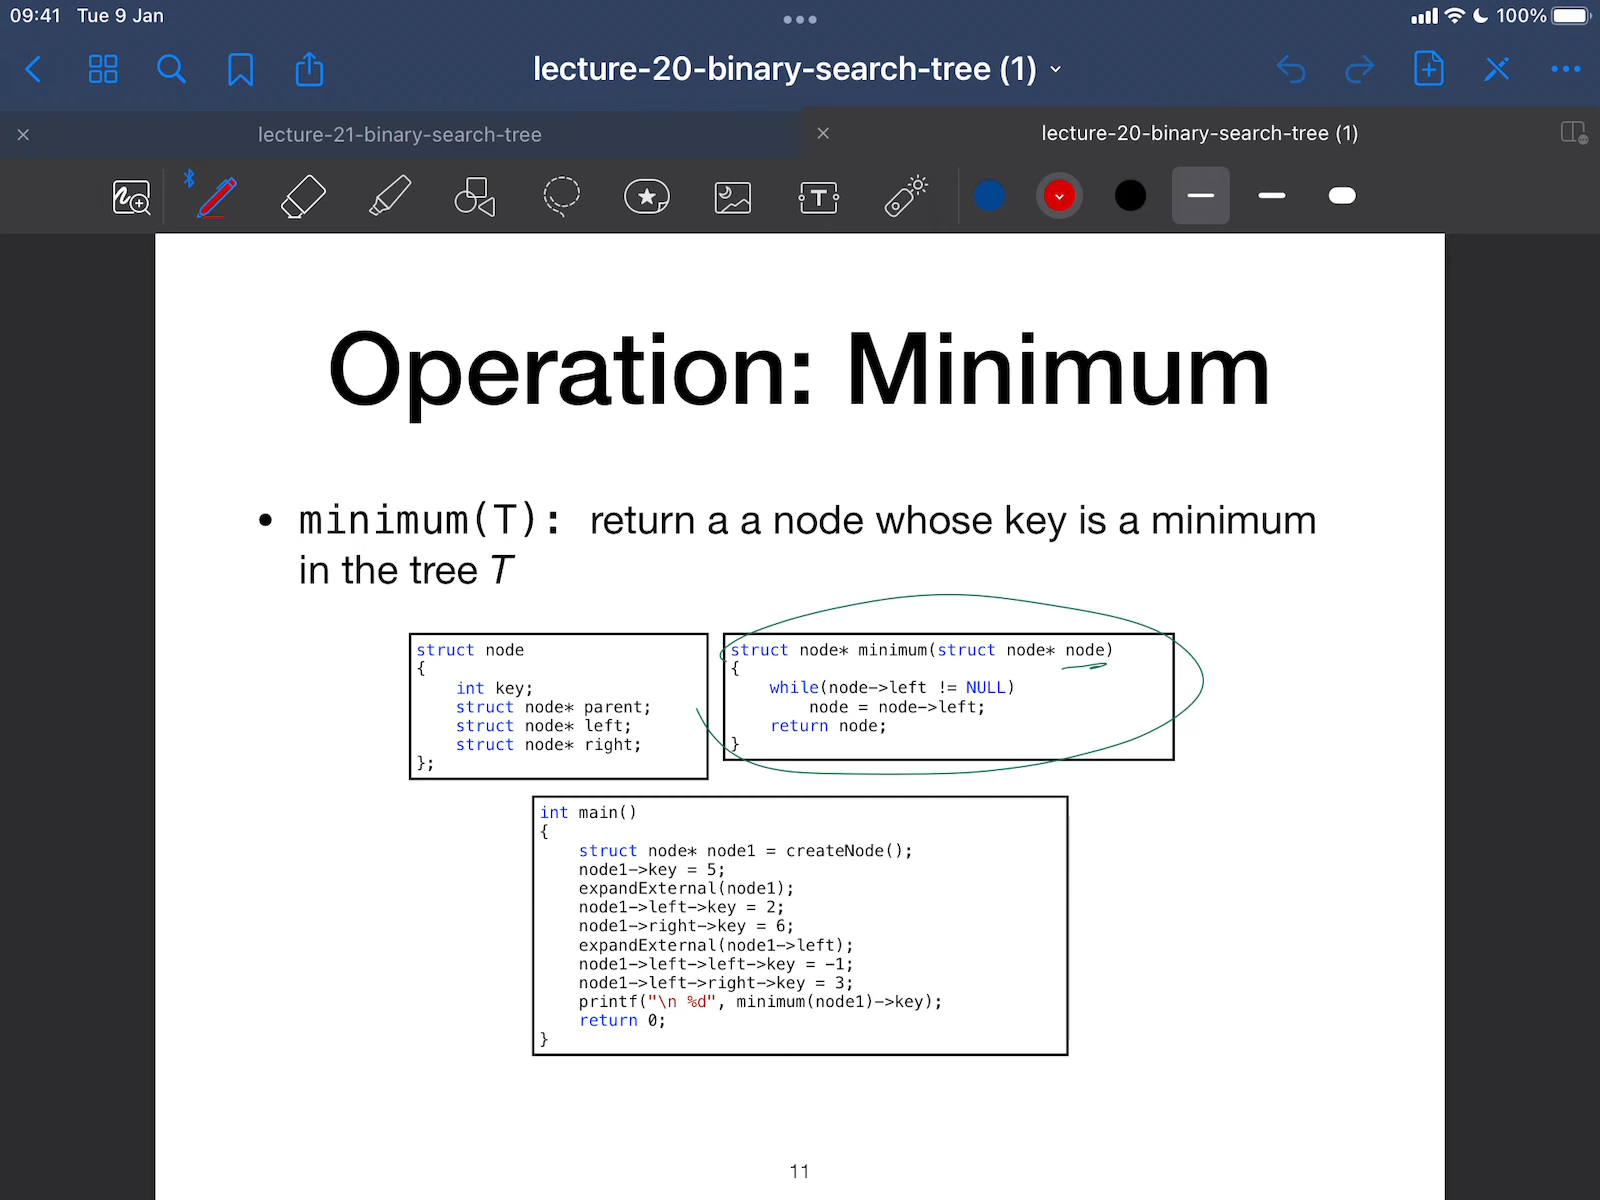 09:41 Tue 9 Jan
100%
lecture-20-binary-search-tree (1)
lecture-21-binary-search-tree
lecture-20-binary-search-tree (1)
Operation: Minimum
• minimum(T): return a a node whose key is a minimum
in the tree T
struct node
{
int key;
struct node* parent;
struct node* left;
struct node* right;
};
struct node* minimum(struct node* node)
{
while(node->left != NULL)
node = node->left;
return node;
}
int main()
{
struct node* node1 = createNode();
node1->key = 5;
expandExternal(node1);
node1->left->key = 2;
node1->right->key = 6;
expandExternal(node1->left);
node1->left->left->key = -1;
node1->left->right->key = 3;
printf("\n %d", minimum(node1)->key);
return 0;
}
11